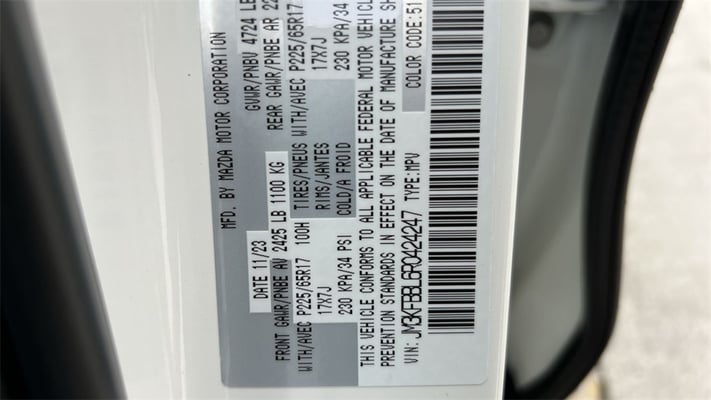 MFD. BY MAZDA MOTOR CORPORATION
DATE 11/23 GVWR/PNBV 4724 LB
FRONT GAWR/PNBE AV 2425 LB 1100 KG REAR GAWR/PNBE AR 22
WITH/AVEC P225/65R17 100H TIRES/PNEUS WITH/AVEC P225/65R17
17X7J RIMS/JANTES 17X7J
230 KPA/34 PSI COLD/A FROID 230 KPA/34
THIS VEHICLE CONFORMS TO ALL APPLICABLE FEDERAL MOTOR VEHICL
PREVENTION STANDARDS IN EFFECT ON THE DATE OF MANUFACTURE SH
VIN: JM3KFBBL6R0424247 TYPE:MPV COLOR CODE:51